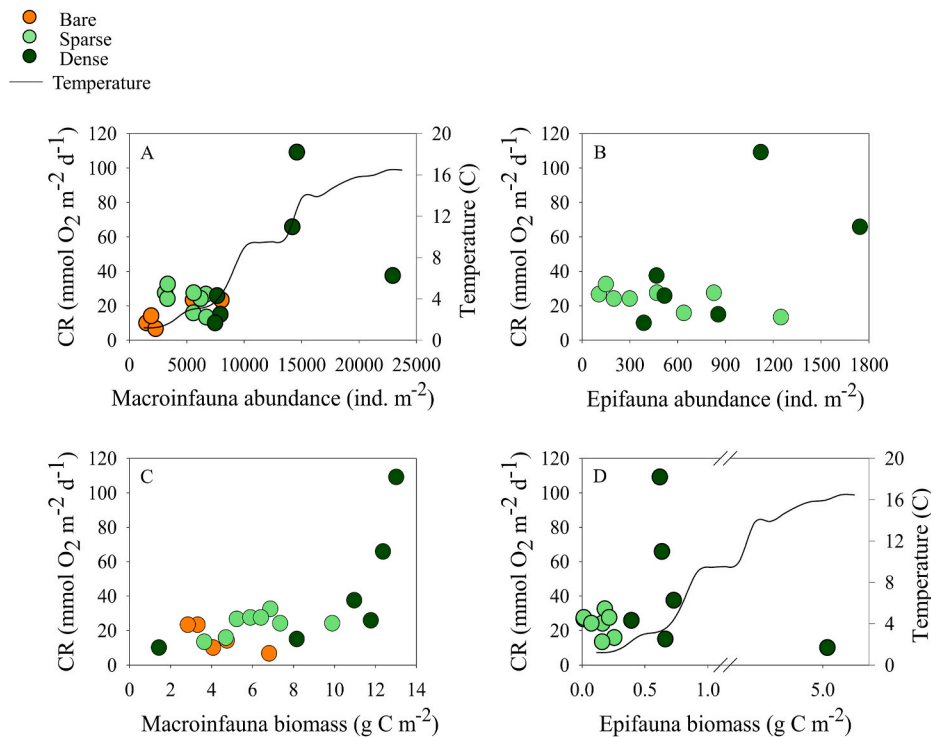 Bare
Sparse
Dense
Temperature
A
CR (mmol O2 m-2 d-1)
120
100
80
60
40
20
0
0 5000 10000 15000 20000 25000
Macroinfauna abundance (ind. m-2)
20
16
12
8
4
0
Temperature (C)
B
CR (mmol O2 m-2 d-1)
120
100
80
60
40
20
0
0 300 600 900 1200 1500 1800
Epifauna abundance (ind. m-2)
C
CR (mmol O2 m-2 d-1)
120
100
80
60
40
20
0
0 2 4 6 8 10 12 14
Macroinfauna biomass (g C m-2)
D
CR (mmol O2 m-2 d-1)
120
100
80
60
40
20
0
0.0 0.5 1.0 5.0
Epifauna biomass (g C m-2)
20
16
12
8
4
0
Temperature (C)